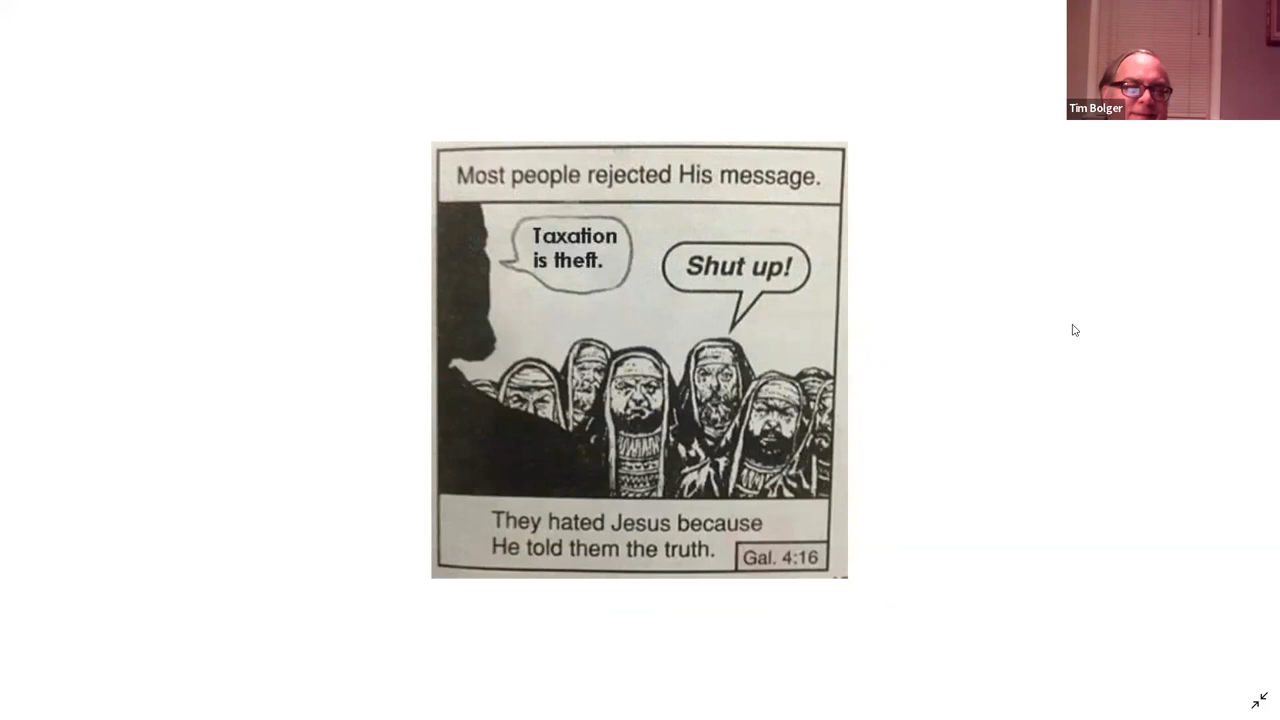 Tim Bolger
Most people rejected His message.
Taxation
is theft.
Shut up!
They hated Jesus because
He told them the truth.
Gal. 4:16